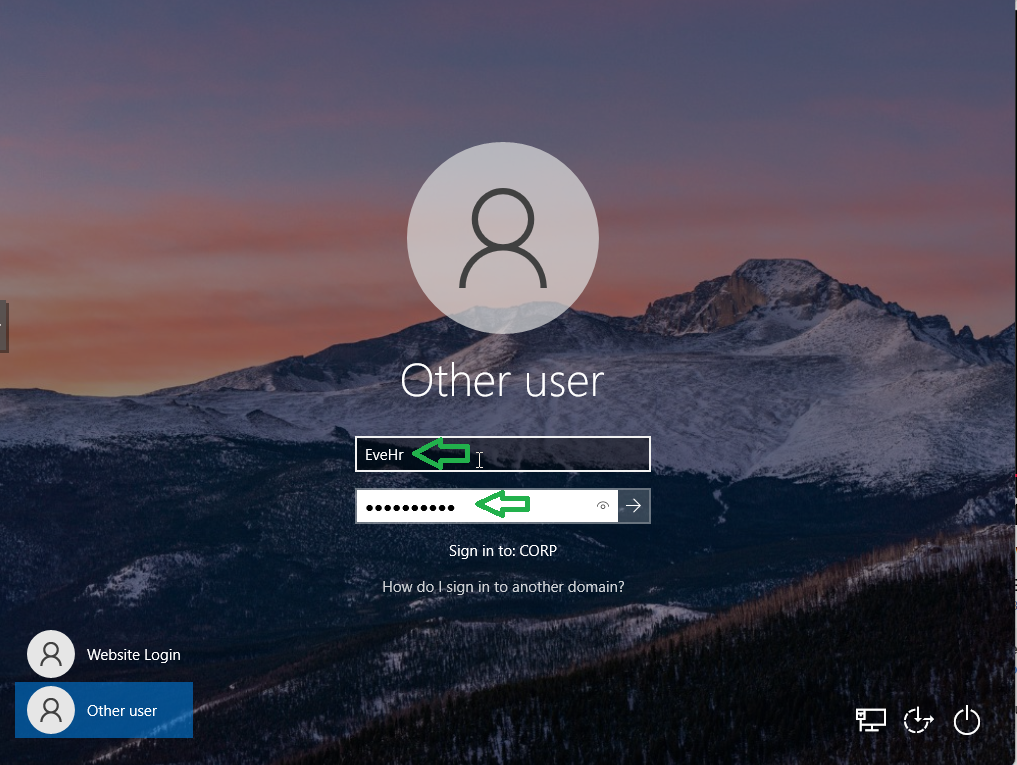 Other user
EveHr
●●●●●●●●●●
Sign in to: CORP
How do I sign in to another domain?
Website Login
Other user